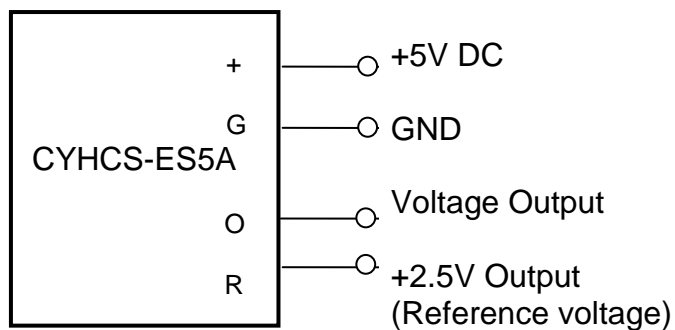 + +5V DC
G GND
CYHCS-ES5A
O Voltage Output
R +2.5V Output
(Reference voltage)